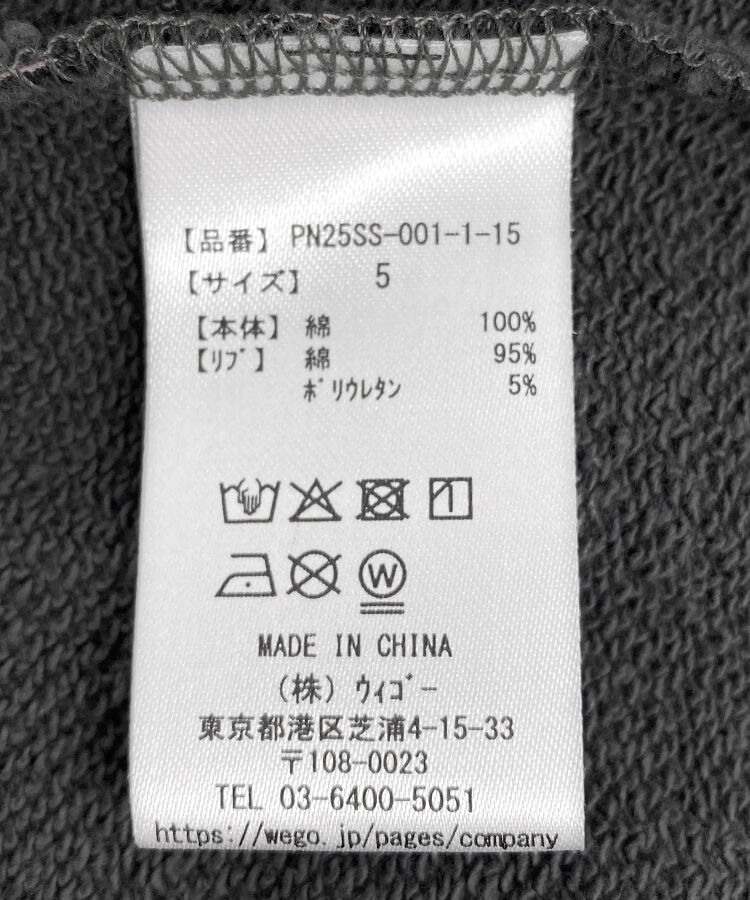 【品番】 PN25SS-001-1-15
【サイズ】 5
【本体】 綿 100%
【ﾘﾌﾞ】 綿 95%
ﾎﾟﾘｳﾚﾀﾝ 5%
W
MADE IN CHINA
(株) ｳｨｺﾞｰ
東京都港区芝浦4-15-33
〒108-0023
TEL 03-6400-5051
https://wego.jp/pages/company